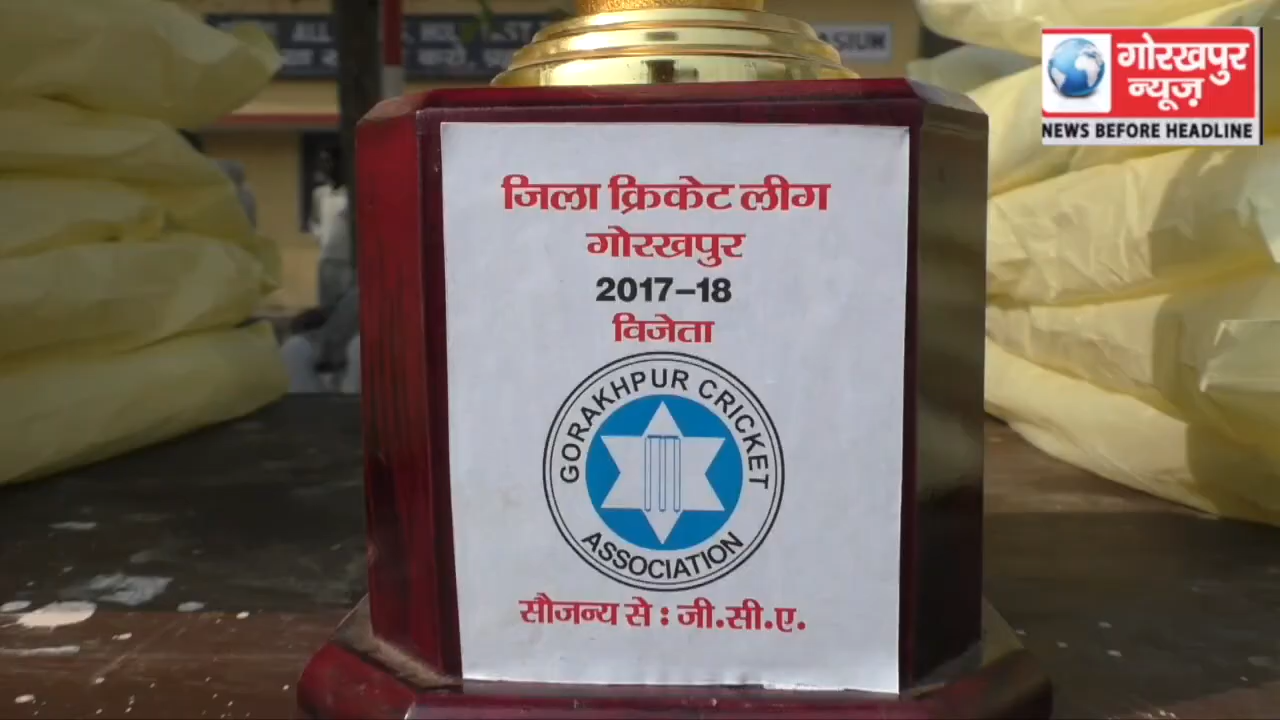 गोरखपुर
न्यूज़
NEWS BEFORE HEADLINE
जिला क्रिकेट लीग
गोरखपुर
2017–18
विजेता
GORAKHPUR CRICKET
ASSOCIATION
सौजन्य से : जी.सी.ए.